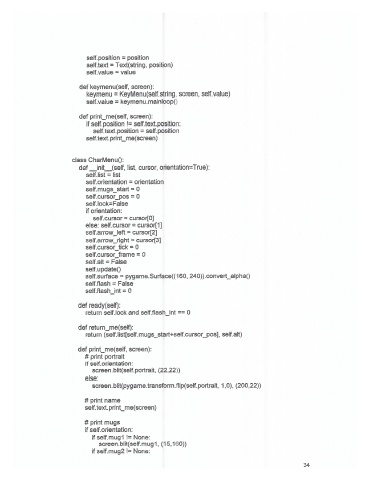 self.position = position
self.text = Text(string, position)
self.value = value
def keymenu(self, screen):
keymenu = KeyMenu(self.string, screen, self.value)
self.value = keymenu.mainloop()
def print_me(self, screen):
if self.position != self.text.position:
self.text.position = self.position
self.text.print_me(screen)
class CharMenu():
def __init__(self, list, cursor, orientation=True):
self.list = list
self.orientation = orientation
self.mugs_start = 0
self.cursor_pos = 0
self.lock=False
if orientation:
self.cursor = cursor[0]
else: self.cursor = cursor[1]
self.arrow_left = cursor[2]
self.arrow_right = cursor[3]
self.cursor_tick = 0
self.cursor_frame = 0
self.alt = False
self.update()
self.surface = pygame.Surface((160, 240)).convert_alpha()
self.flash = False
self.flash_int = 0
def ready(self):
return self.lock and self.flash_int == 0
def return_me(self):
return (self.list[self.mugs_start+self.cursor_pos], self.alt)
def print_me(self, screen):
# print portrait
if self.orientation:
screen.blit(self.portrait, (22,22))
else:
screen.blit(pygame.transform.flip(self.portrait, 1,0), (200,22))
# print name
self.text.print_me(screen)
# print mugs
if self.orientation:
if self.mug1 != None:
screen.blit(self.mug1, (15,100))
if self.mug2 != None:
34